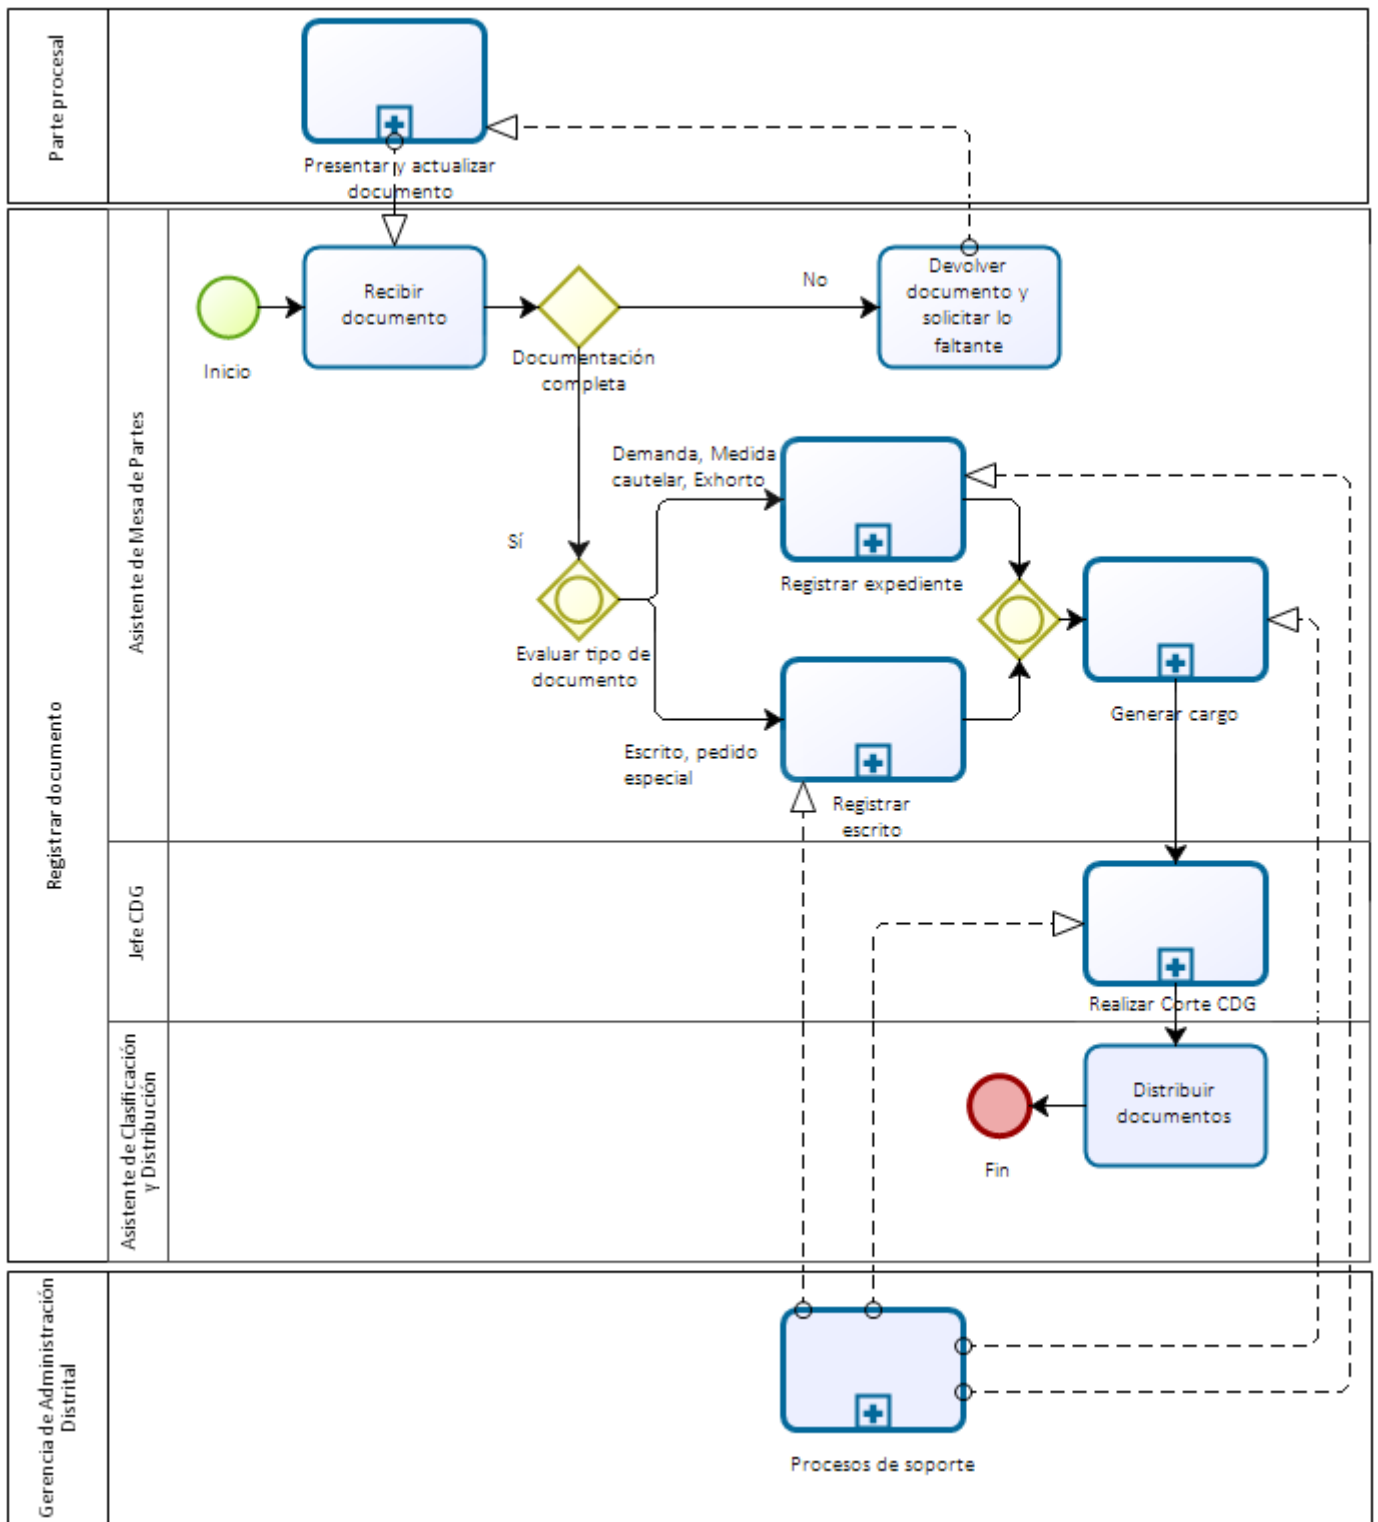 Parte procesal
Presentar y actualizar
documento
Registrar documento
Asistente de Mesa de Partes
Inicio
Recibir
documento
Documentación
completa
No
Devolver
documento y
solicitar lo
faltante
Sí
Evaluar tipo de
documento
Demanda, Medida
cautelar, Exhorto
Registrar expediente
Escrito, pedido
especial
Registrar
escrito
Generar cargo
Jefe CDG
Realizar Corte CDG
Asistente de Clasificación
y Distribución
Distribuir
documentos
Fin
Gerencia de Administración
Distrital
Procesos de soporte